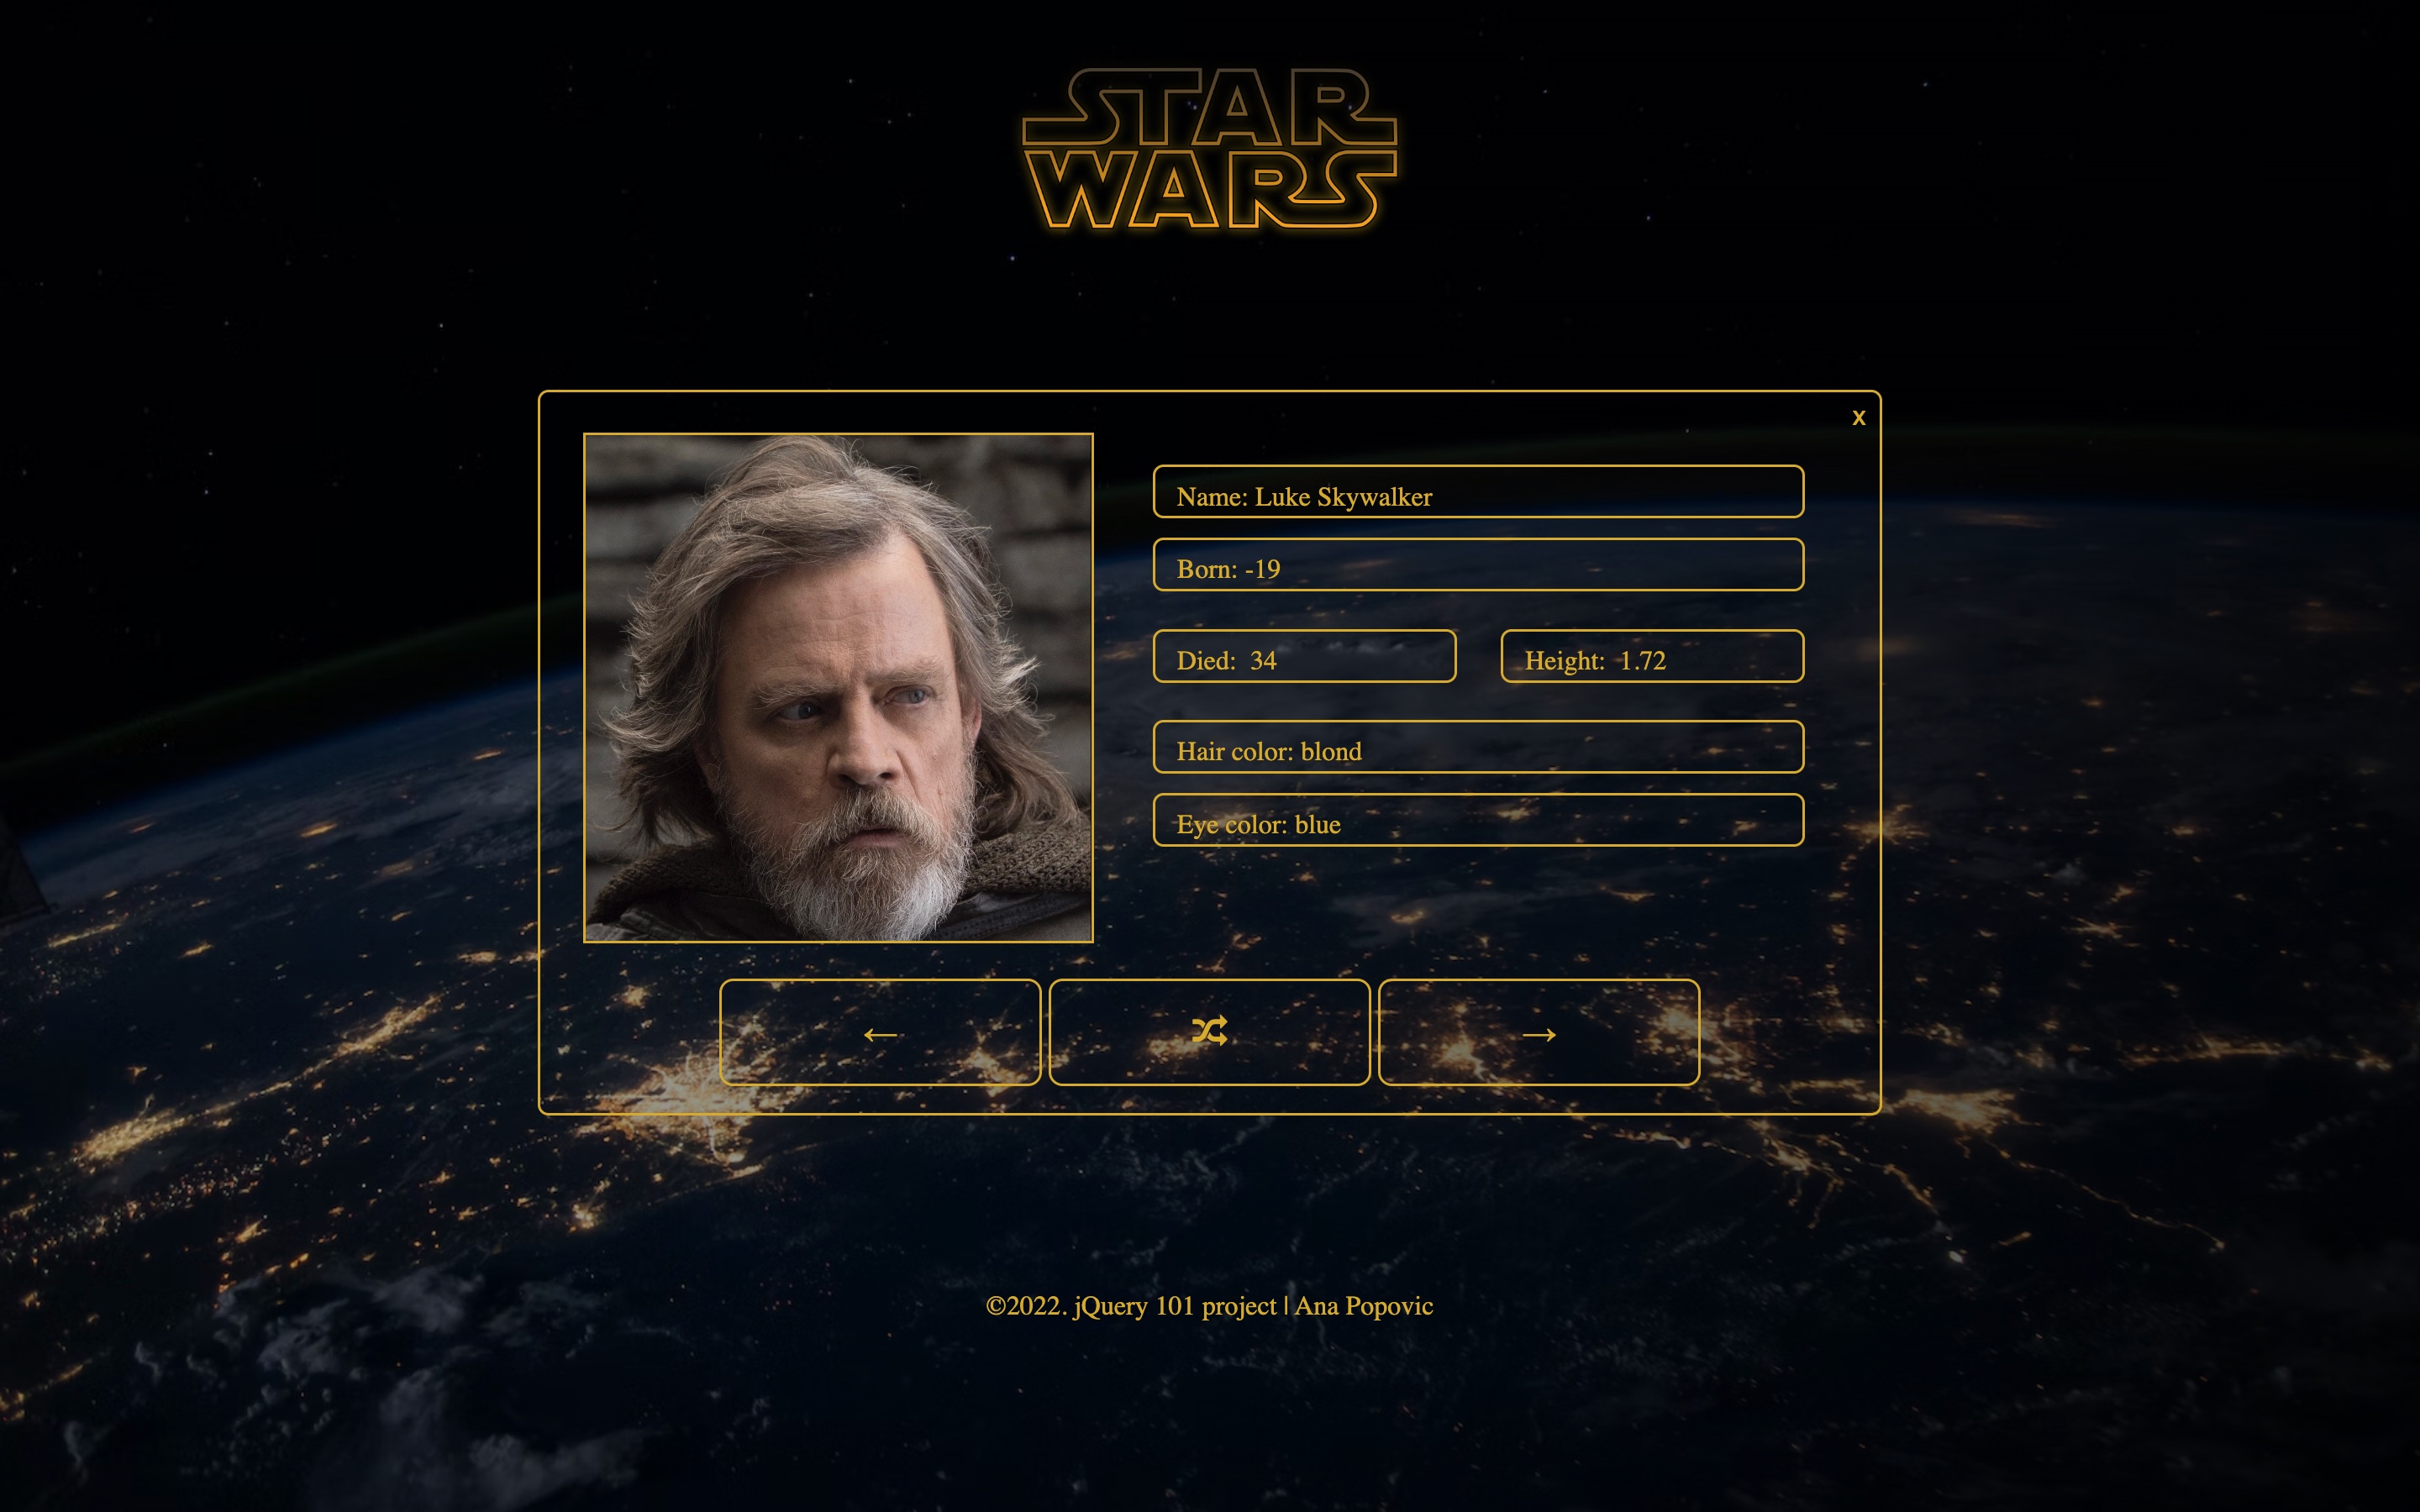 STAR
WARS
x
Name: Luke Skywalker
Born: -19
Died: 34
Height: 1.72
Hair color: blond
Eye color: blue
←
→
©2022. jQuery 101 project | Ana Popovic